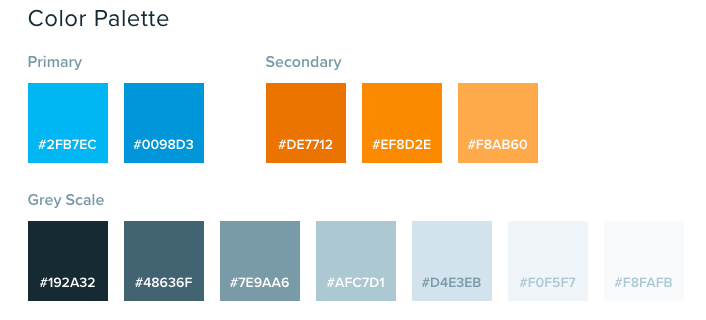 Color Palette
Primary
Secondary
#2FB7EC
#0098D3
#DE7712
#EF8D2E
#F8AB60
Grey Scale
#192A32
#48636F
#7E9AA6
#AFC7D1
#D4E3EB
#F0F5F7
#F8FAFB